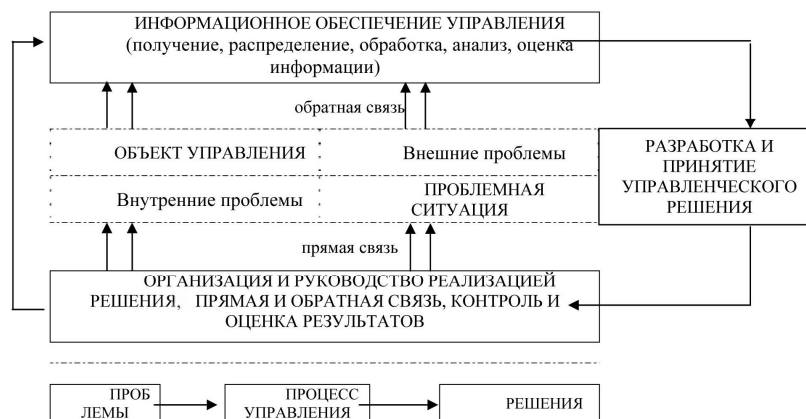 ИНФОРМАЦИОННОЕ ОБЕСПЕЧЕНИЕ УПРАВЛЕНИЯ
(получение, распределение, обработка, анализ, оценка
информации)
обратная связь
ОБЪЕКТ УПРАВЛЕНИЯ
Внешние проблемы
Внутренние проблемы
ПРОБЛЕМНАЯ
СИТУАЦИЯ
РАЗРАБОТКА И
ПРИНЯТИЕ
УПРАВЛЕНЧЕСКОГО
РЕШЕНИЯ
прямая связь
ОРГАНИЗАЦИЯ И РУКОВОДСТВО РЕАЛИЗАЦИЕЙ
РЕШЕНИЯ, ПРЯМАЯ И ОБРАТНАЯ СВЯЗЬ, КОНТРОЛЬ И
ОЦЕНКА РЕЗУЛЬТАТОВ
ПРОБ
ЛЕМЫ
ПРОЦЕСС
УПРАВЛЕНИЯ
РЕШЕНИЯ